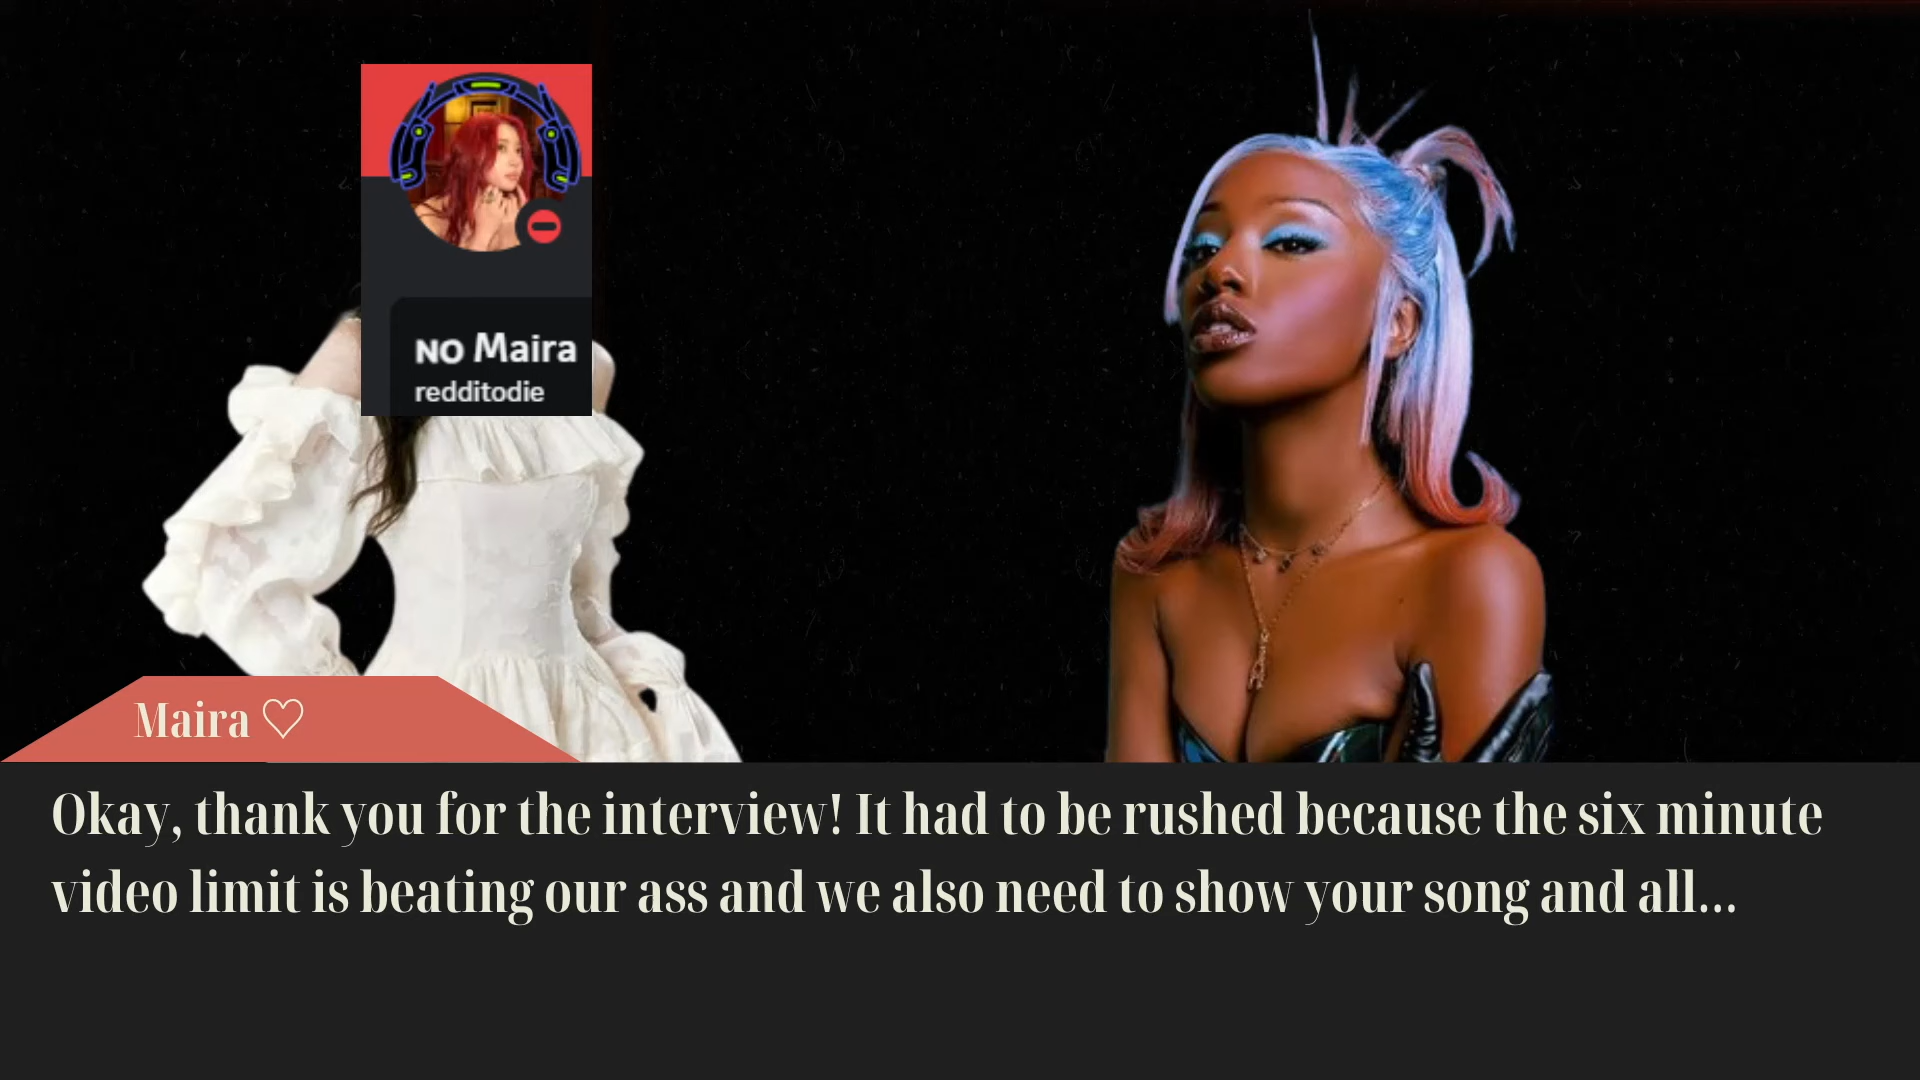 NO Maira
redditodie
Maira ♡
Okay, thank you for the interview! It had to be rushed because the six minute
video limit is beating our ass and we also need to show your song and all...